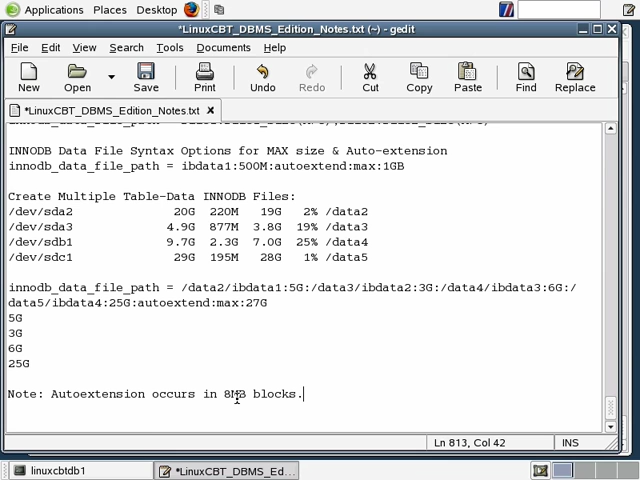 Applications Places Desktop
*LinuxCBT_DBMS_Edition_Notes.txt (~) - gedit
File Edit View Search Tools Documents Help
New Open Save Print Undo Redo Cut Copy Paste Find Replace
*LinuxCBT_DBMS_Edition_Notes.txt
INNODB Data File Syntax Options for MAX size & Auto-extension
innodb_data_file_path = ibdata1:500M:autoextend:max:1GB
Create Multiple Table-Data INNODB Files:
/dev/sda2 20G 220M 19G 2% /data2
/dev/sda3 4.9G 877M 3.8G 19% /data3
/dev/sdb1 9.7G 2.3G 7.0G 25% /data4
/dev/sdc1 29G 195M 28G 1% /data5
innodb_data_file_path = /data2/ibdata1:5G:/data3/ibdata2:3G:/data4/ibdata3:6G:/
data5/ibdata4:25G:autoextend:max:27G
5G
3G
6G
25G
Note: Autoextension occurs in 8MB blocks.
Ln 813, Col 42 INS
linuxcbtdb1 *LinuxCBT_DBMS_Ed...